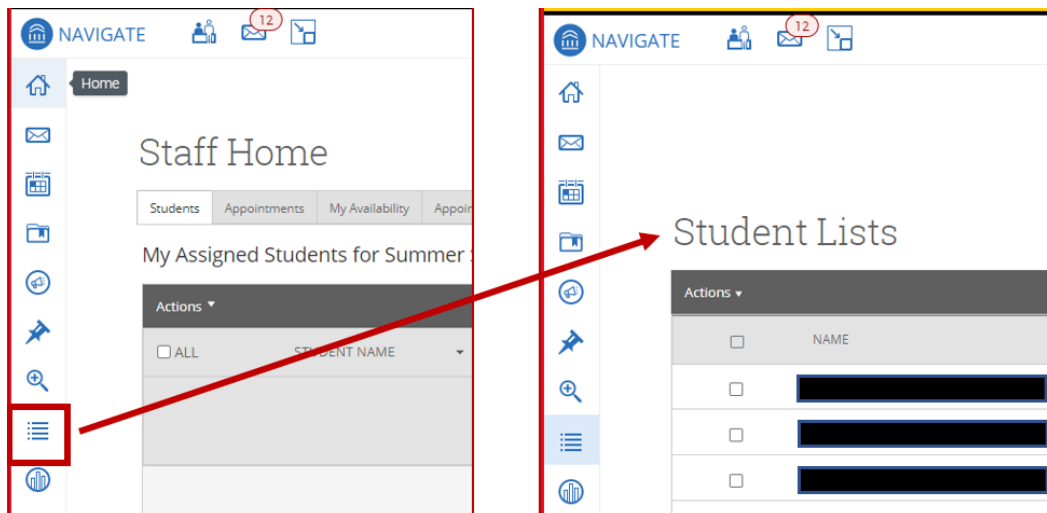 NAVIGATE
12
Home
Staff Home
Students Appointments My Availability Appoin
My Assigned Students for Summer
Actions
ALL STUDENT NAME
NAVIGATE
12
Student Lists
Actions
NAME